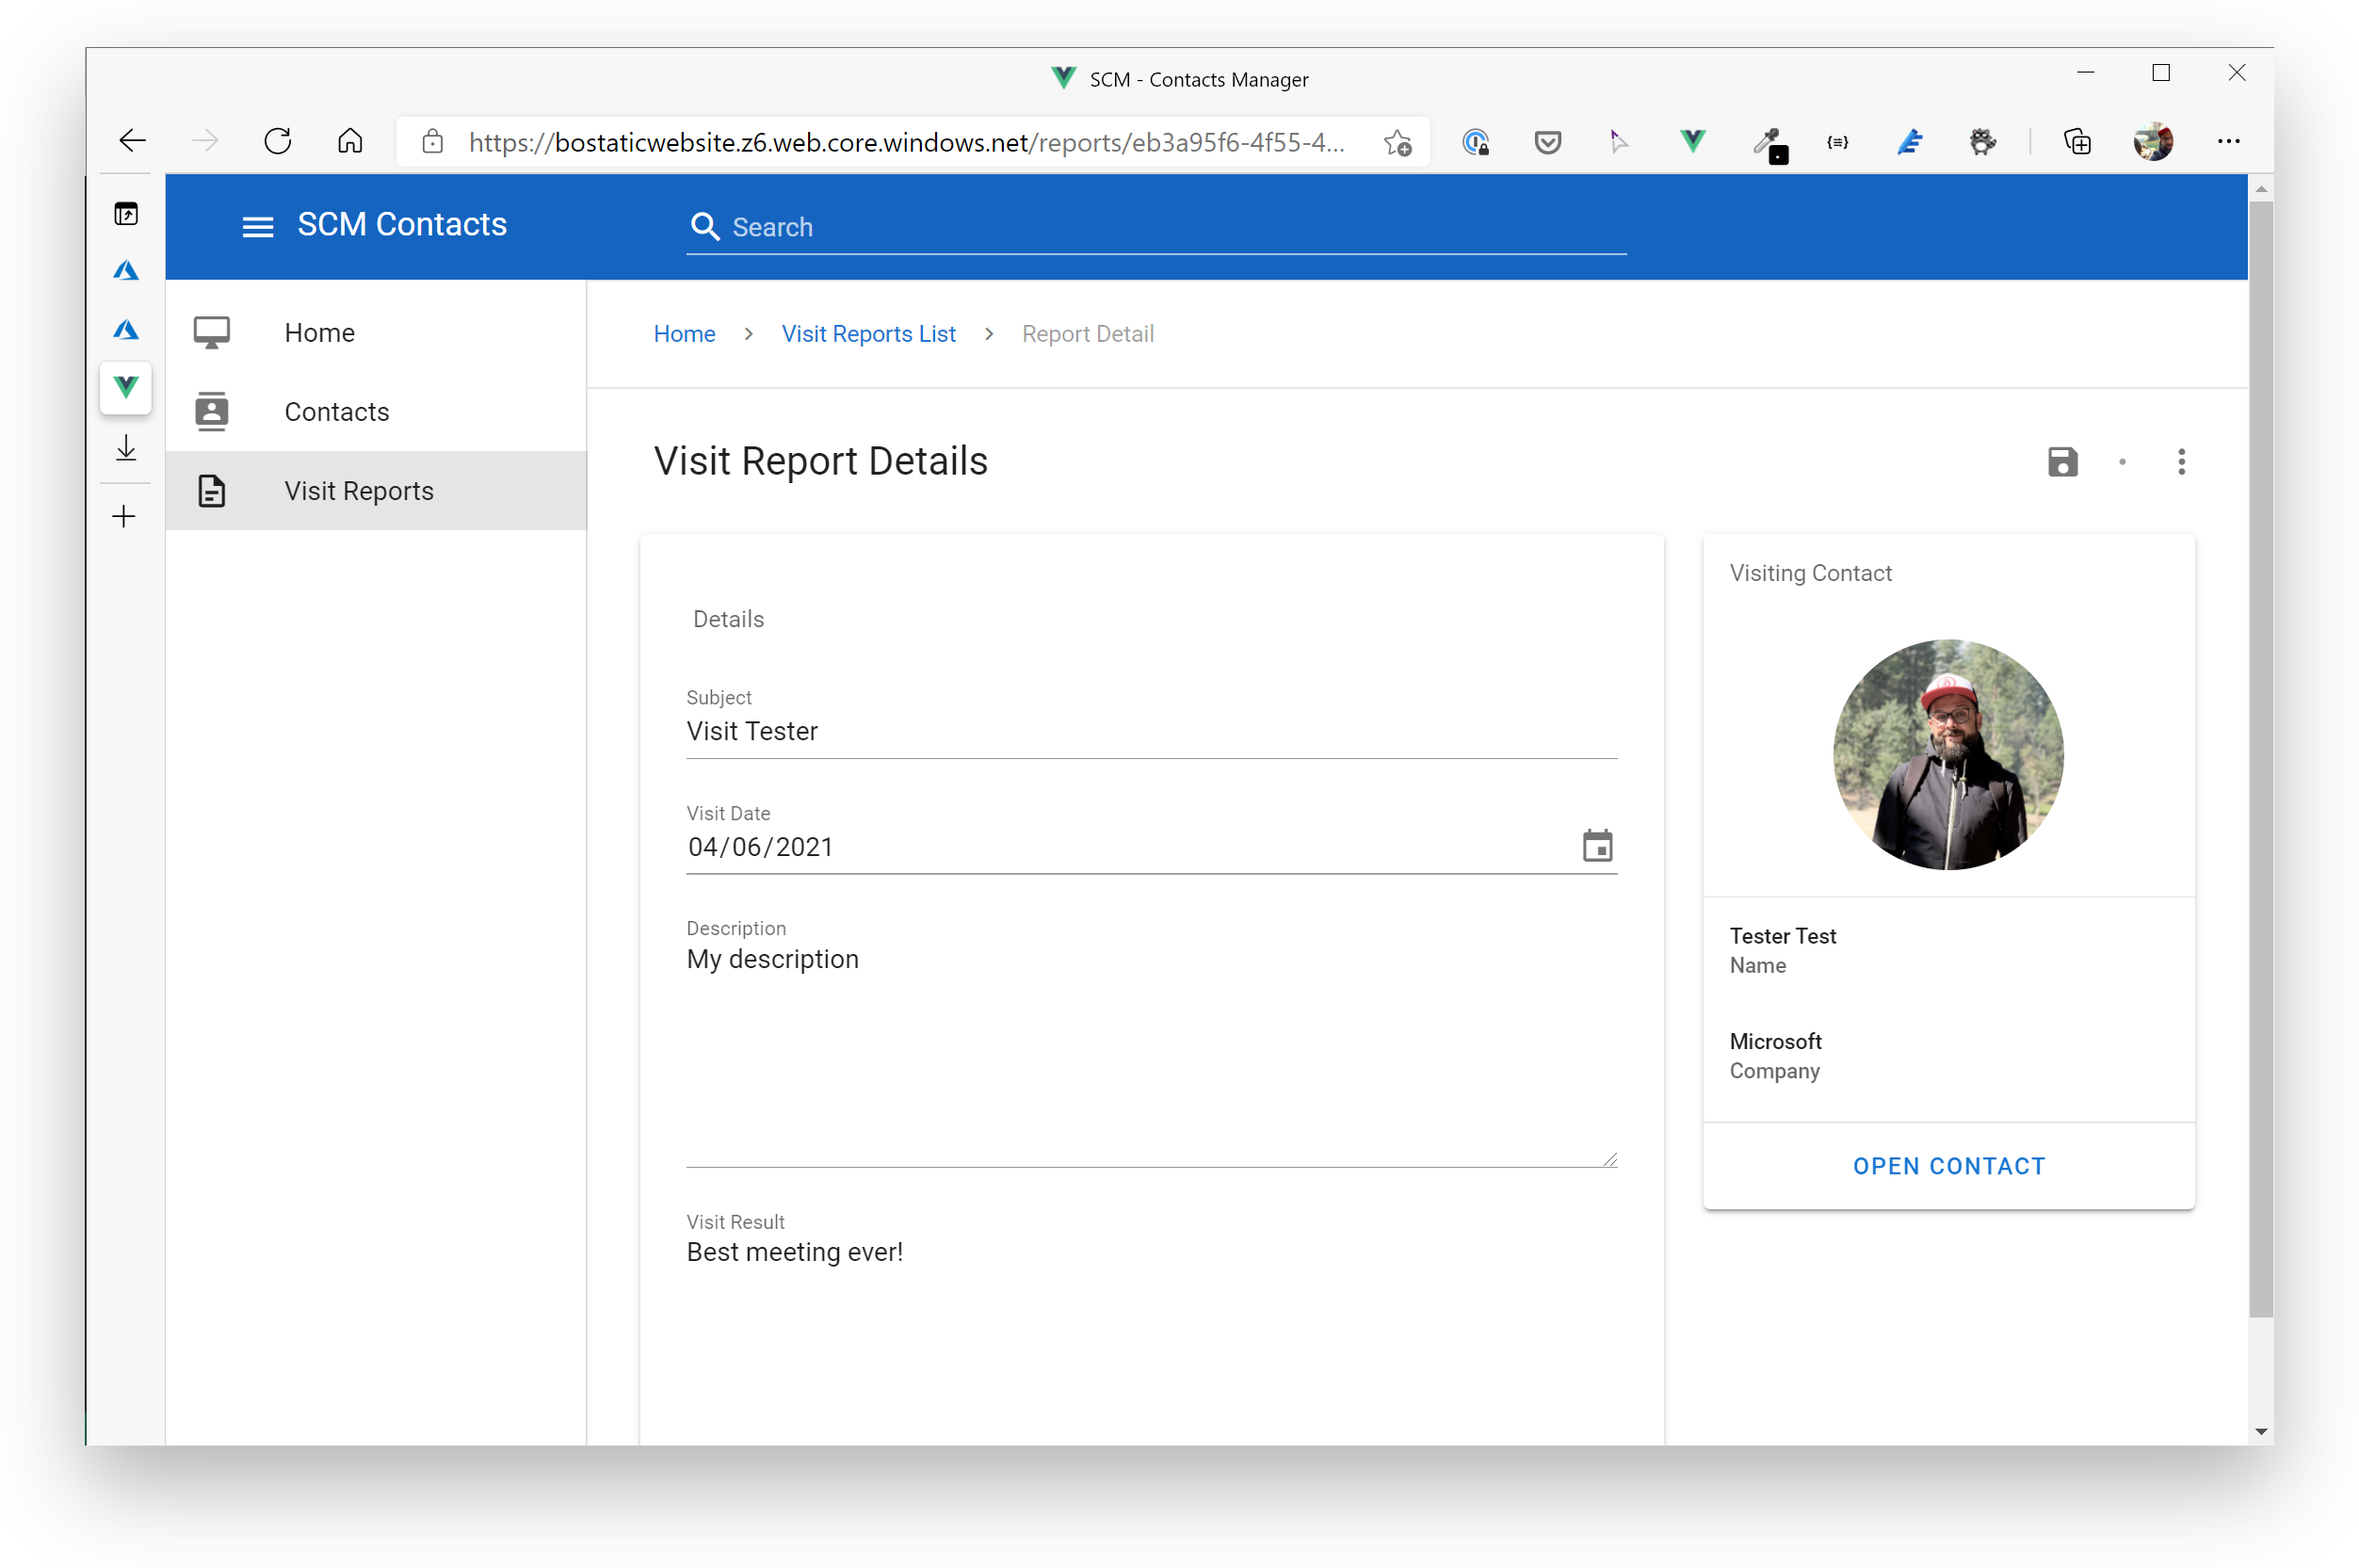 SCM - Contacts Manager
https://bostaticwebsite.z6.web.core.windows.net/reports/eb3a95f6-4f55-4...
SCM Contacts
Search
Home
Contacts
Visit Reports
Home > Visit Reports List > Report Detail
Visit Report Details
Details
Subject
Visit Tester
Visit Date
04/06/2021
Description
My description
Visit Result
Best meeting ever!
Visiting Contact
Tester Test
Name
Microsoft
Company
OPEN CONTACT